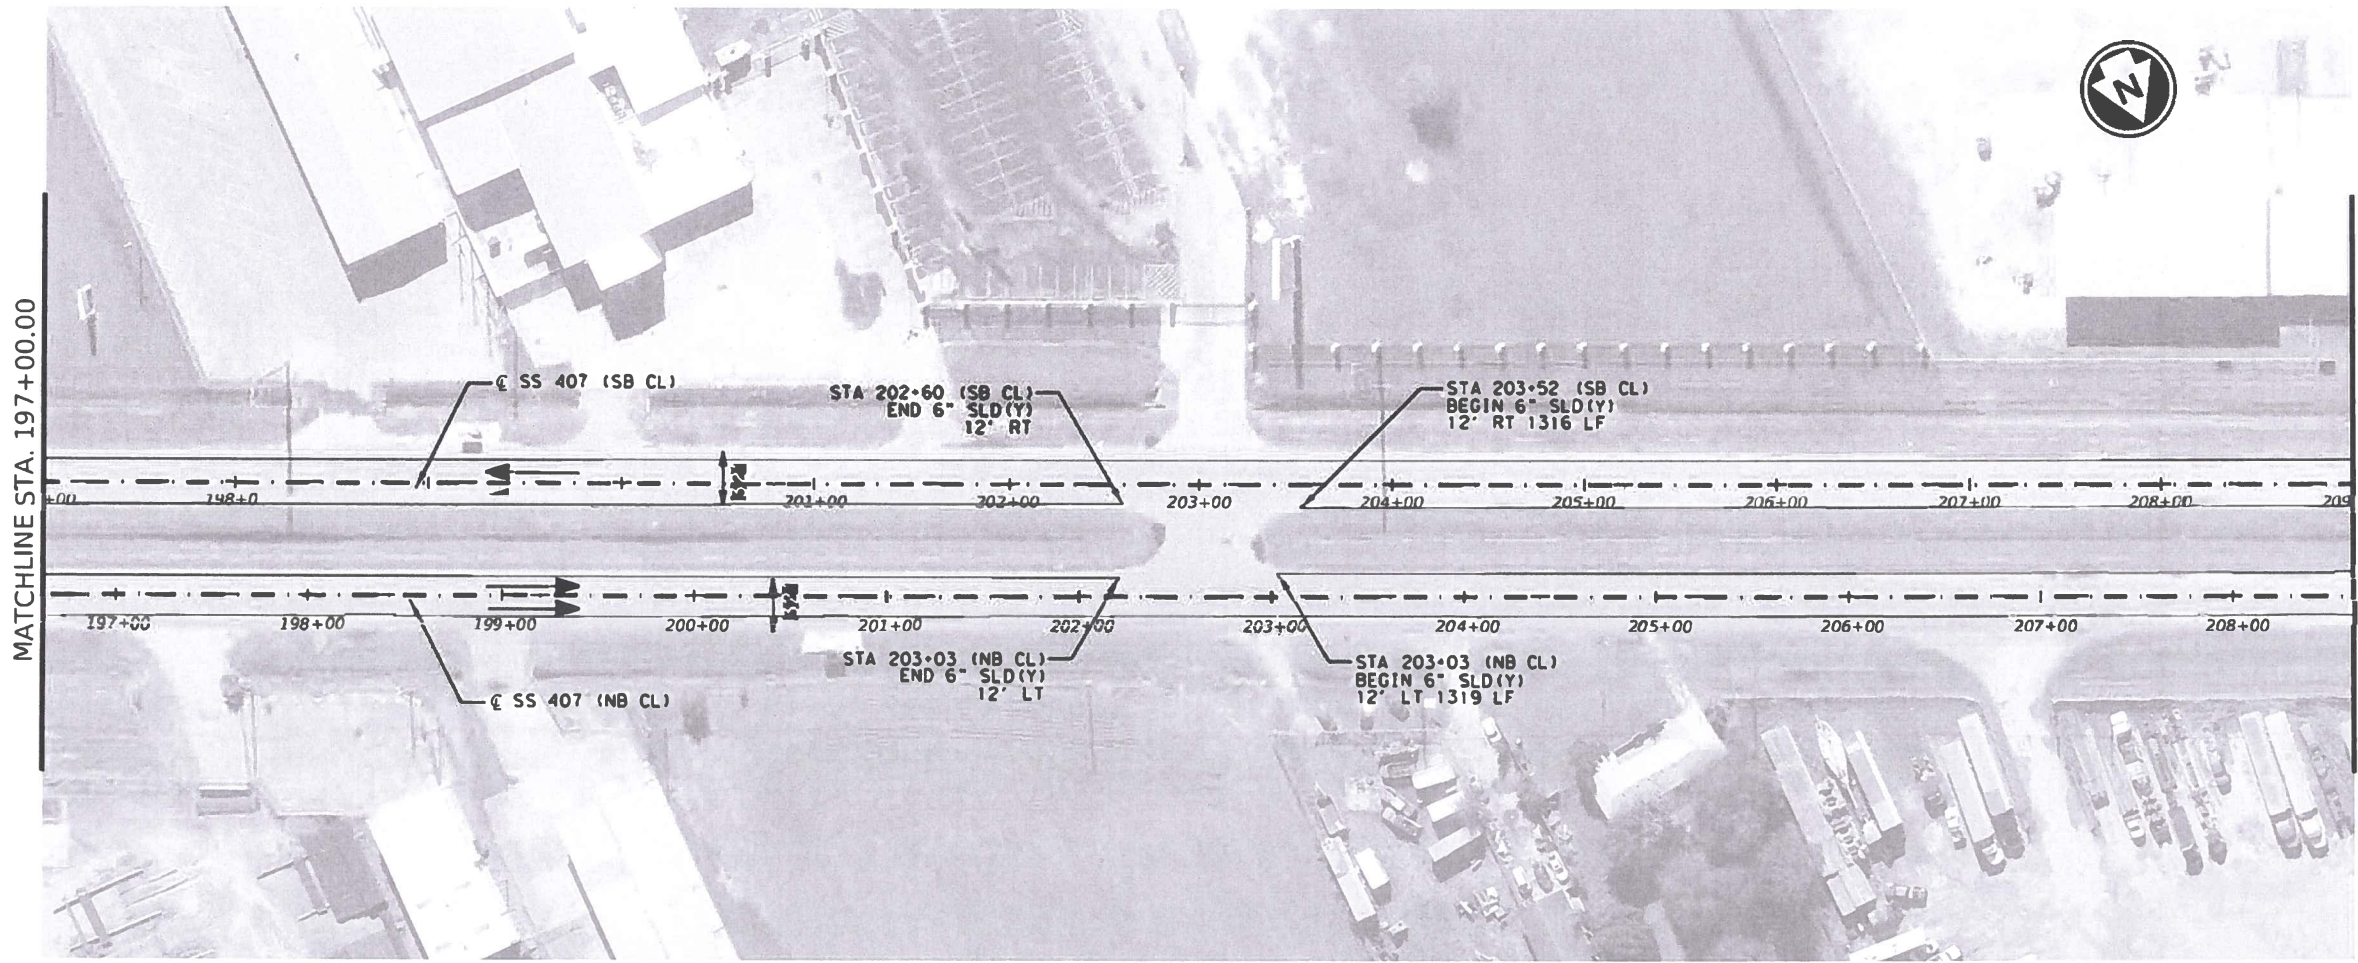 N
MATCHLINE STA. 197+00.00
℄ SS 407 (SB CL)
STA 202+60 (SB CL)
END 6" SLD(Y)
12' RT
STA 203+52 (SB CL)
BEGIN 6" SLD(Y)
12' RT 1316 LF
+00
198+0
201+00
202+00
203+00
204+00
205+00
206+00
207+00
208+00
209
197+00
198+00
199+00
200+00
201+00
202+00
203+00
204+00
205+00
206+00
207+00
208+00
STA 203+03 (NB CL)
END 6" SLD(Y)
12' LT
STA 203+03 (NB CL)
BEGIN 6" SLD(Y)
12' LT 1319 LF
℄ SS 407 (NB CL)